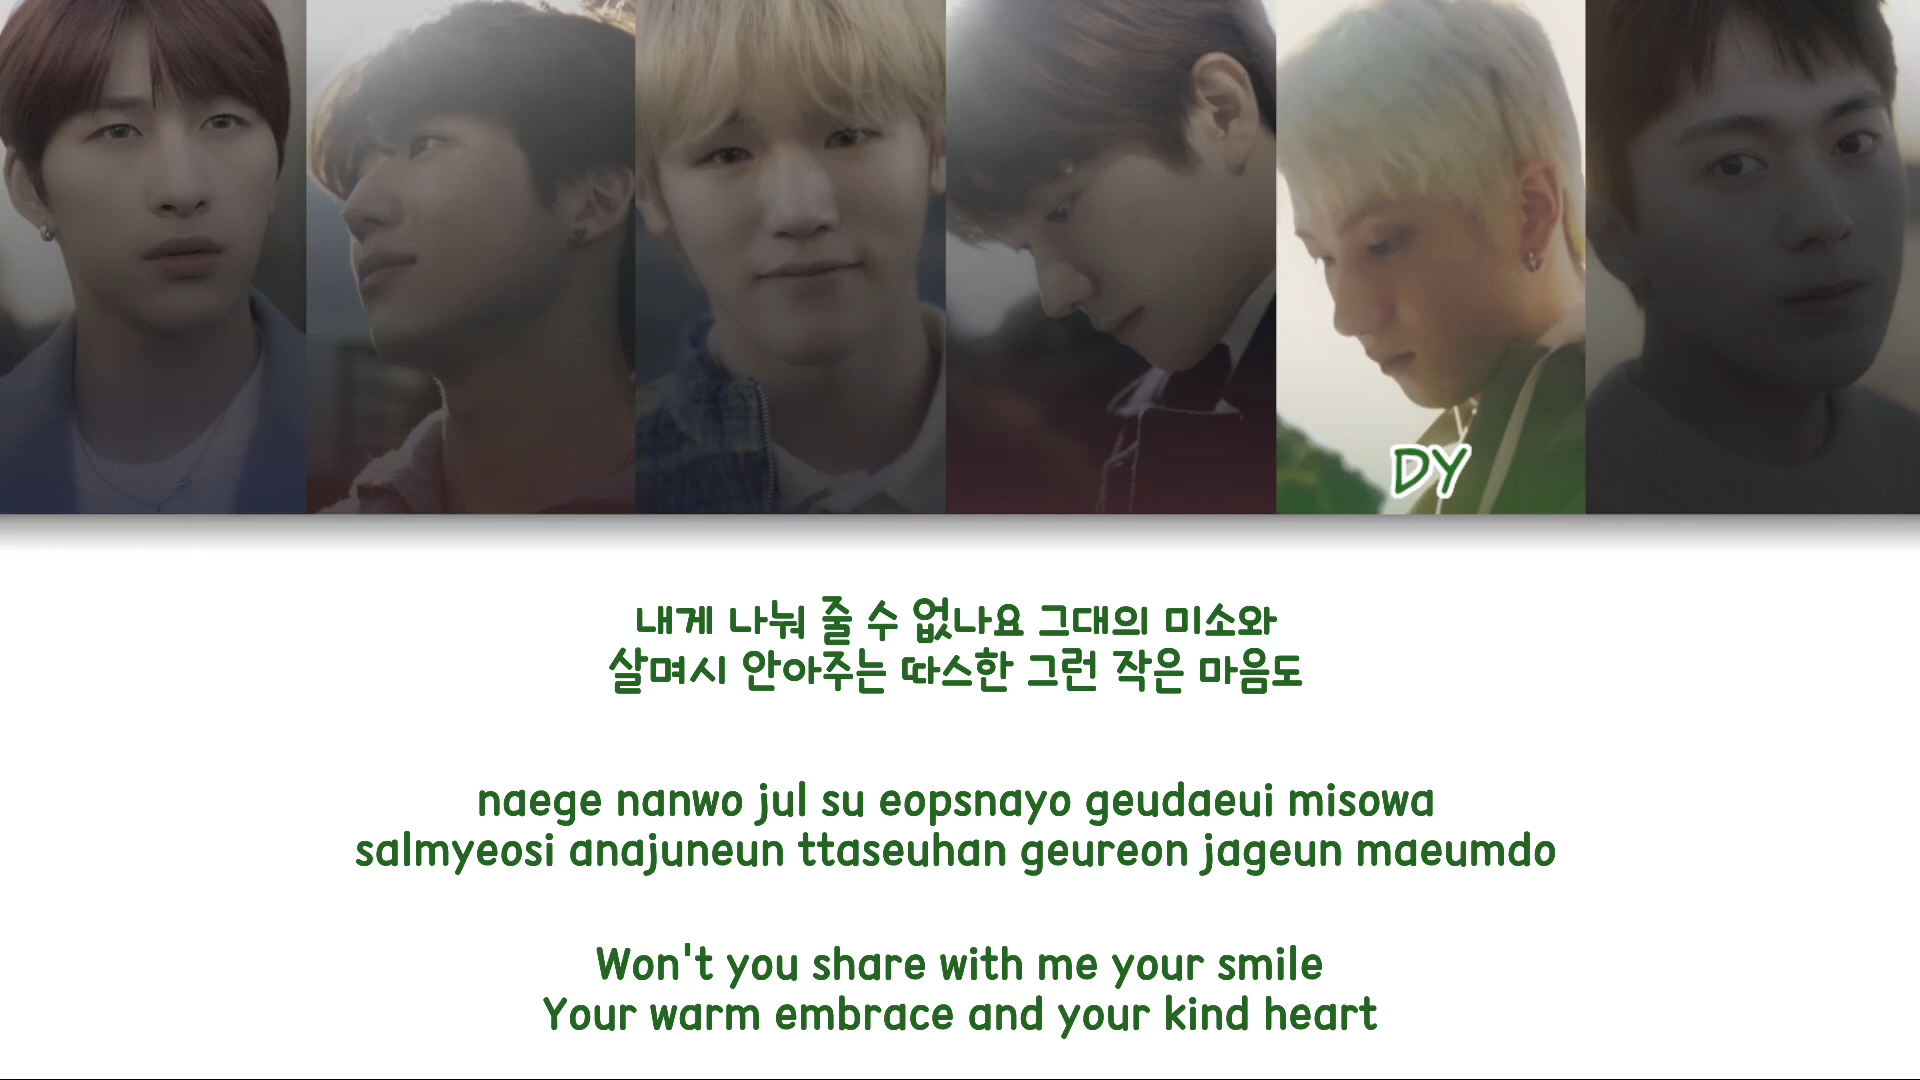 DY
내게 나눠 줄 수 없나요 그대의 미소와
살며시 안아주는 따스한 그런 작은 마음도
naege nanwo jul su eopsnayo geudaeui misowa
salmyeosi anajuneun ttaseuhan geureon jageun maeumdo
Won't you share with me your smile
Your warm embrace and your kind heart